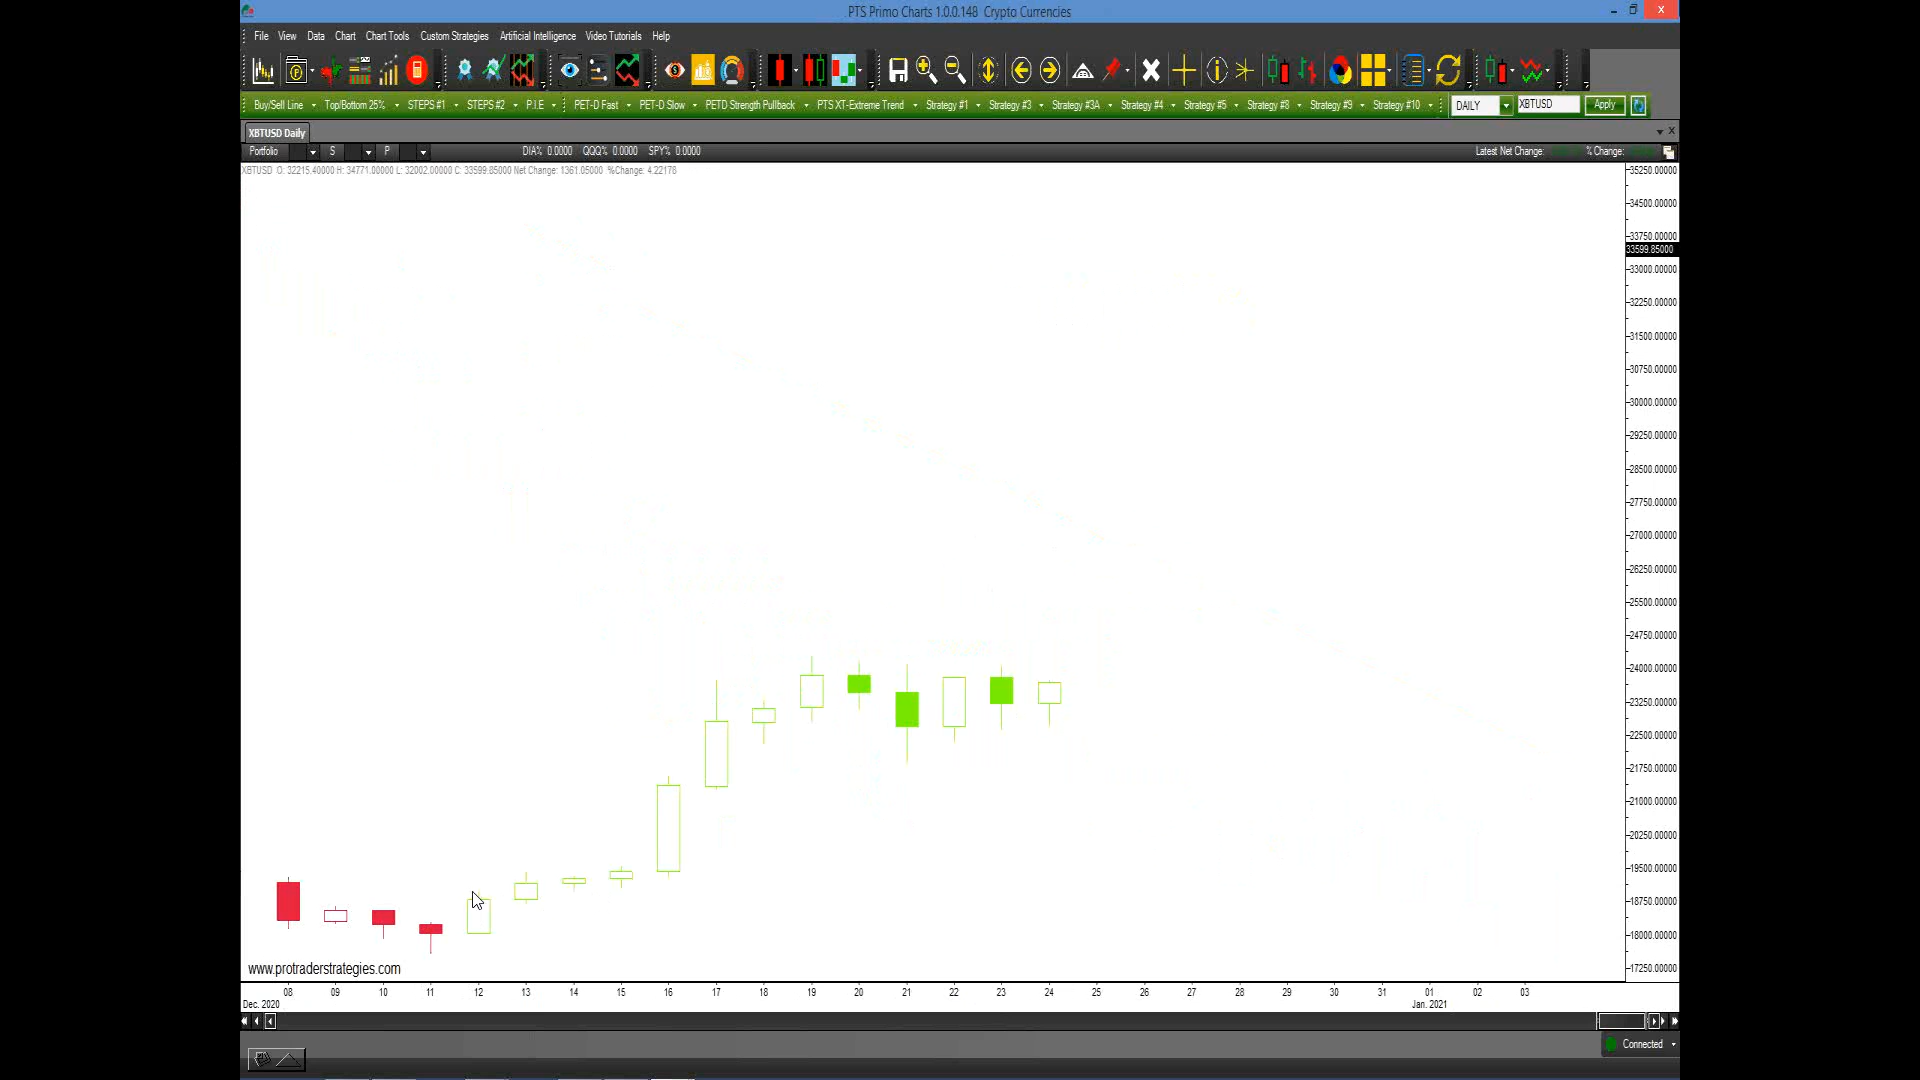 PTS Primo Charts 1.0.0.148 Crypto Currencies
File View Data Chart Chart Tools Custom Strategies Artificial Intelligence Video Tutorials Help
Buy/Sell Line Top/Bottom 25% STEPS #1 STEPS #2 P.I.E PET-D Fast PET-D Slow PETD Strength Pullback PTS XT-Extreme Trend Strategy #1 Strategy #3 Strategy #3A Strategy #4 Strategy #5 Strategy #8 Strategy #9 Strategy #10 DAILY XBTUSD Apply
XBTUSD Daily
Portfolio S P DIA% 0.0000 QQQ% 0.0000 SPY% 0.0000 Latest Net Change: % Change:
XBTUSD O: 32215.40000 H: 34771.00000 L: 32002.00000 C: 33599.85000 Net Change: 1361.05000 %Change: 4.22176
35250.00000
34500.00000
33750.00000
33599.85000
33000.00000
32250.00000
31500.00000
30750.00000
30000.00000
29250.00000
28500.00000
27750.00000
27000.00000
26250.00000
25500.00000
24750.00000
24000.00000
23250.00000
22500.00000
21750.00000
21000.00000
20250.00000
19500.00000
18750.00000
18000.00000
17250.00000
www.protraderstrategies.com
08 09 10 11 12 13 14 15 16 17 18 19 20 21 22 23 24 25 26 27 28 29 30 31 01 02 03
Dec. 2020 Jan. 2021
Connected